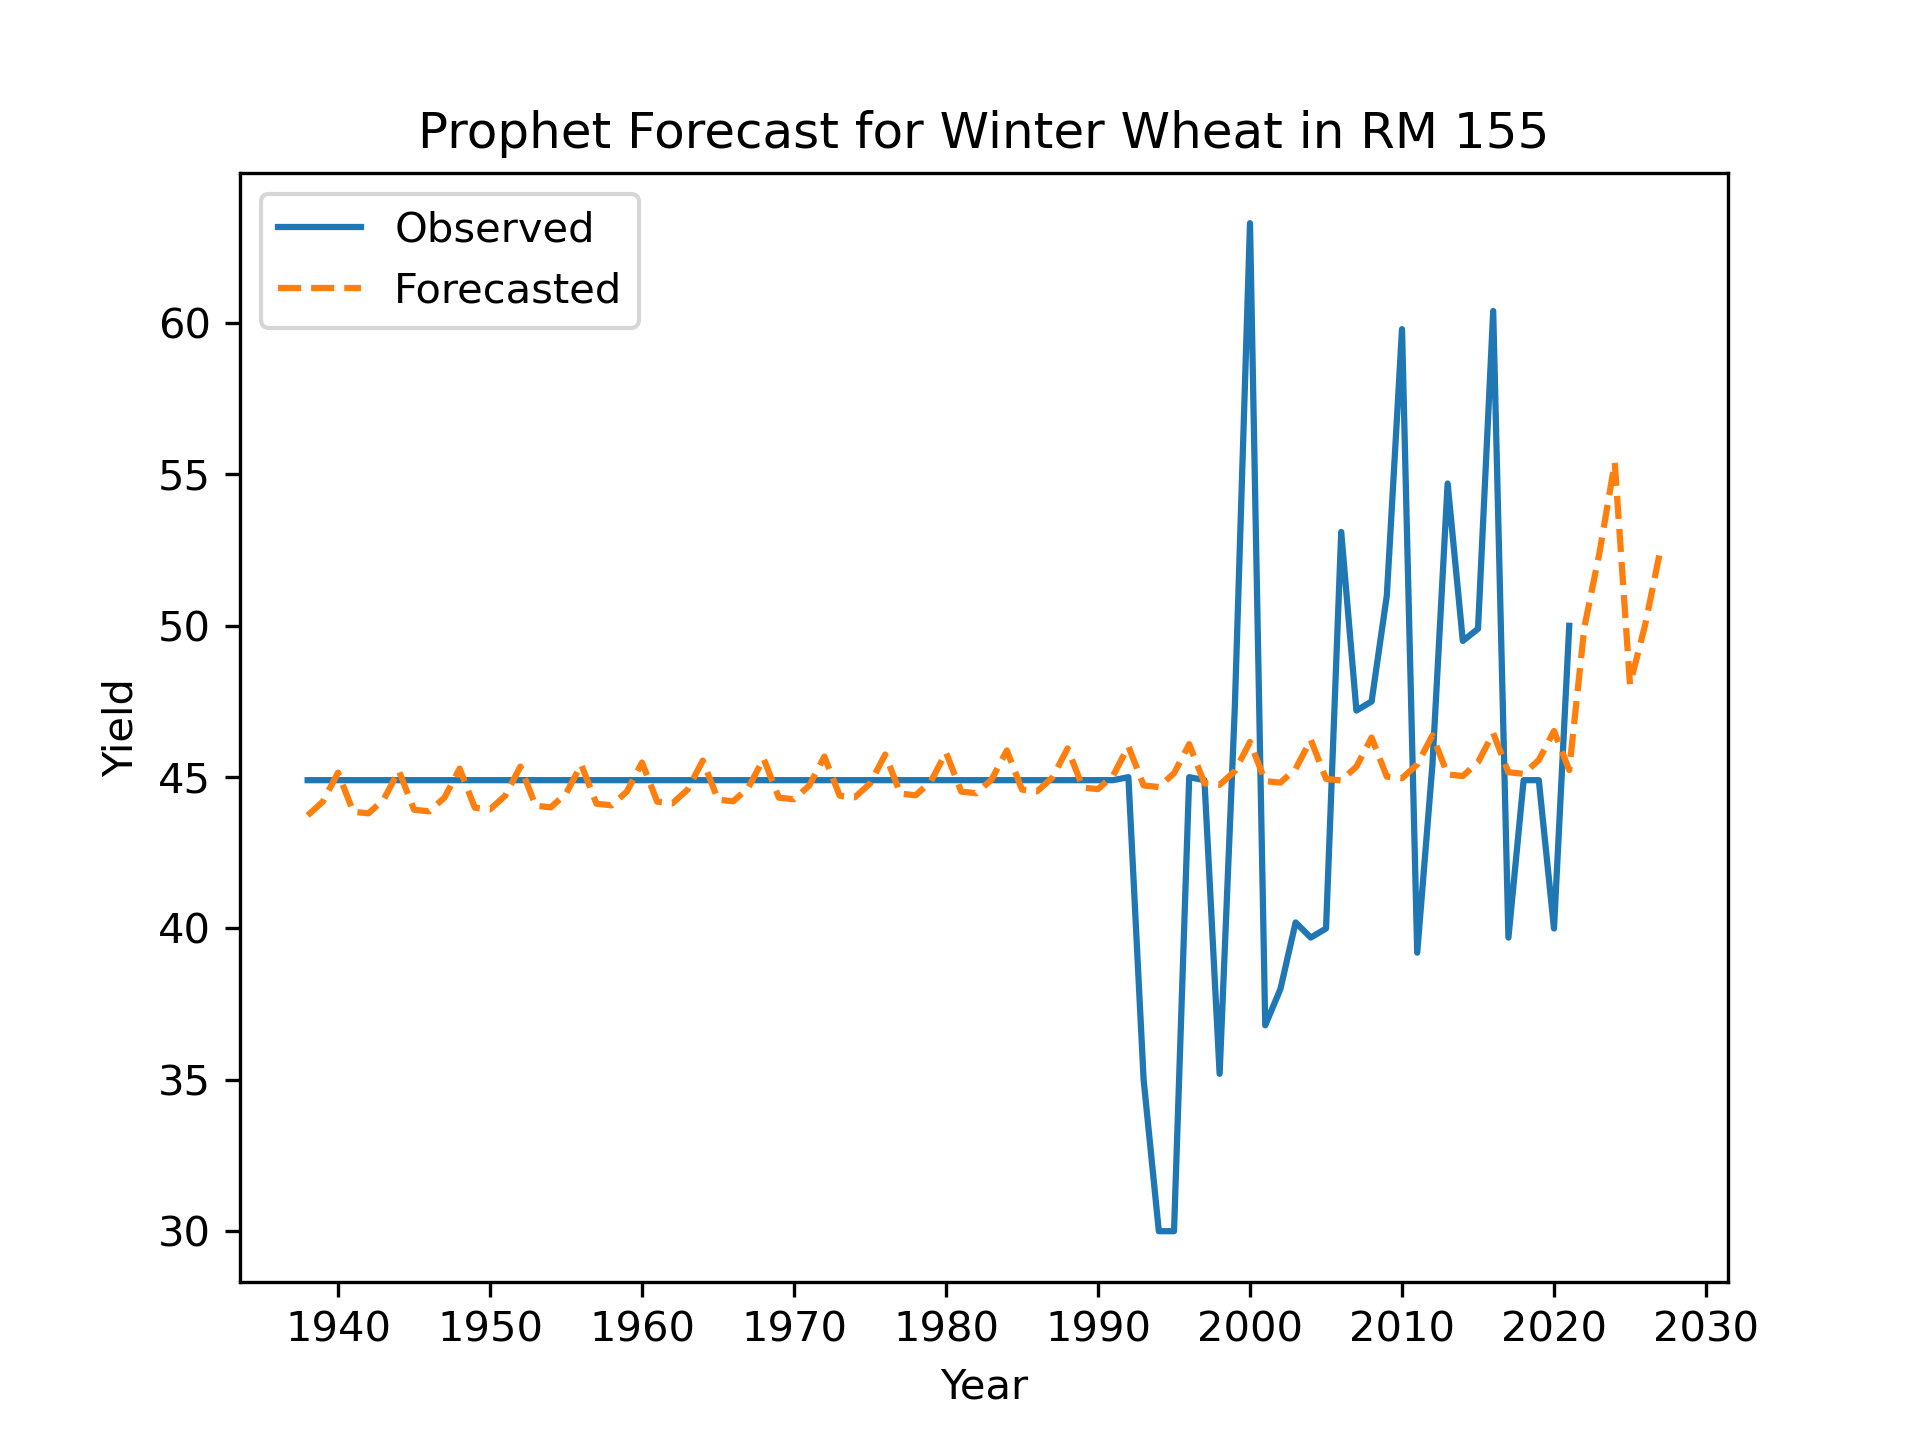 Prophet Forecast for Winter Wheat in RM 155
Observed
Forecasted
60
55
50
45
40
35
30
Yield
1940 1950 1960 1970 1980 1990 2000 2010 2020 2030
Year